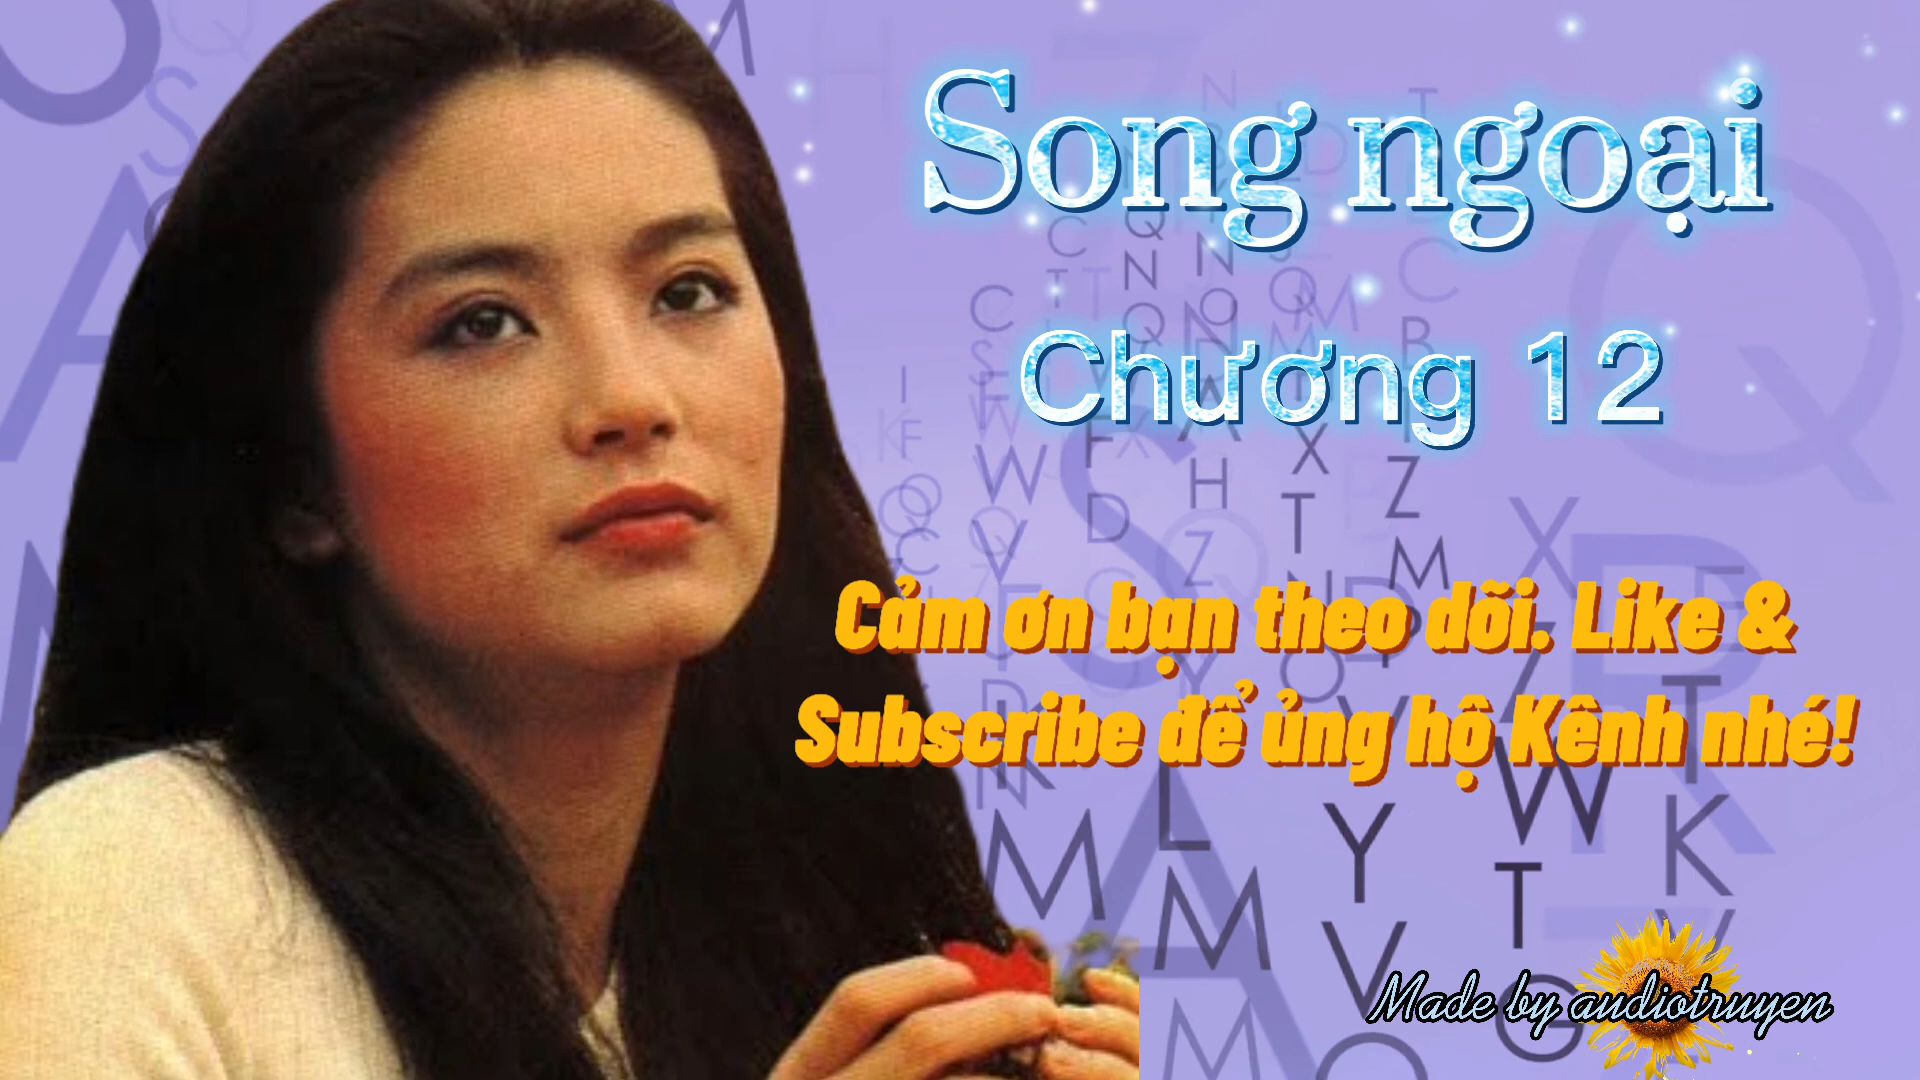 Song ngoại
Chương 12
Cảm ơn bạn theo dõi. Like &
Subscribe để ủng hộ Kênh nhé!
Made by audiotruyen